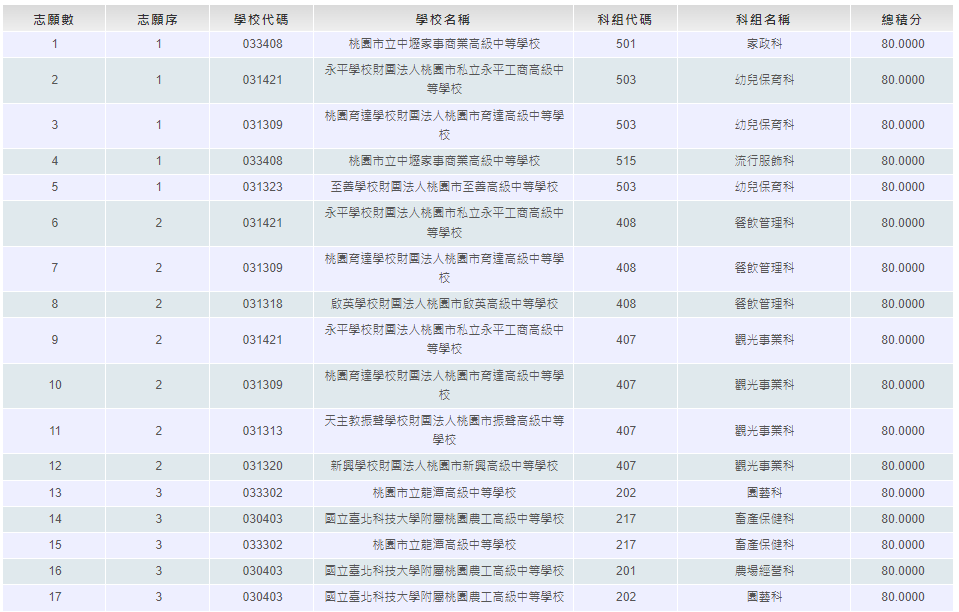 志願數 志願序 學校代碼 學校名稱 科組代碼 科組名稱 總積分
1 1 033408 桃園市立中壢家事商業高級中等學校 501 家政科 80.0000
2 1 031421 永平學校財團法人桃園市私立永平工商高級中
等學校 503 幼兒保育科 80.0000
3 1 031309 桃園育達學校財團法人桃園市育達高級中等學
校 503 幼兒保育科 80.0000
4 1 033408 桃園市立中壢家事商業高級中等學校 515 流行服飾科 80.0000
5 1 031323 至善學校財團法人桃園市至善高級中等學校 503 幼兒保育科 80.0000
6 2 031421 永平學校財團法人桃園市私立永平工商高級中
等學校 408 餐飲管理科 80.0000
7 2 031309 桃園育達學校財團法人桃園市育達高級中等學
校 408 餐飲管理科 80.0000
8 2 031318 啟英學校財團法人桃園市啟英高級中等學校 408 餐飲管理科 80.0000
9 2 031421 永平學校財團法人桃園市私立永平工商高級中
等學校 407 觀光事業科 80.0000
10 2 031309 桃園育達學校財團法人桃園市育達高級中等學
校 407 觀光事業科 80.0000
11 2 031313 天主教振聲學校財團法人桃園市振聲高級中等
學校 407 觀光事業科 80.0000
12 2 031320 新興學校財團法人桃園市新興高級中等學校 407 觀光事業科 80.0000
13 3 033302 桃園市立龍潭高級中等學校 202 園藝科 80.0000
14 3 030403 國立臺北科技大學附屬桃園農工高級中等學校 217 畜產保健科 80.0000
15 3 033302 桃園市立龍潭高級中等學校 217 畜產保健科 80.0000
16 3 030403 國立臺北科技大學附屬桃園農工高級中等學校 201 農場經營科 80.0000
17 3 030403 國立臺北科技大學附屬桃園農工高級中等學校 202 園藝科 80.0000